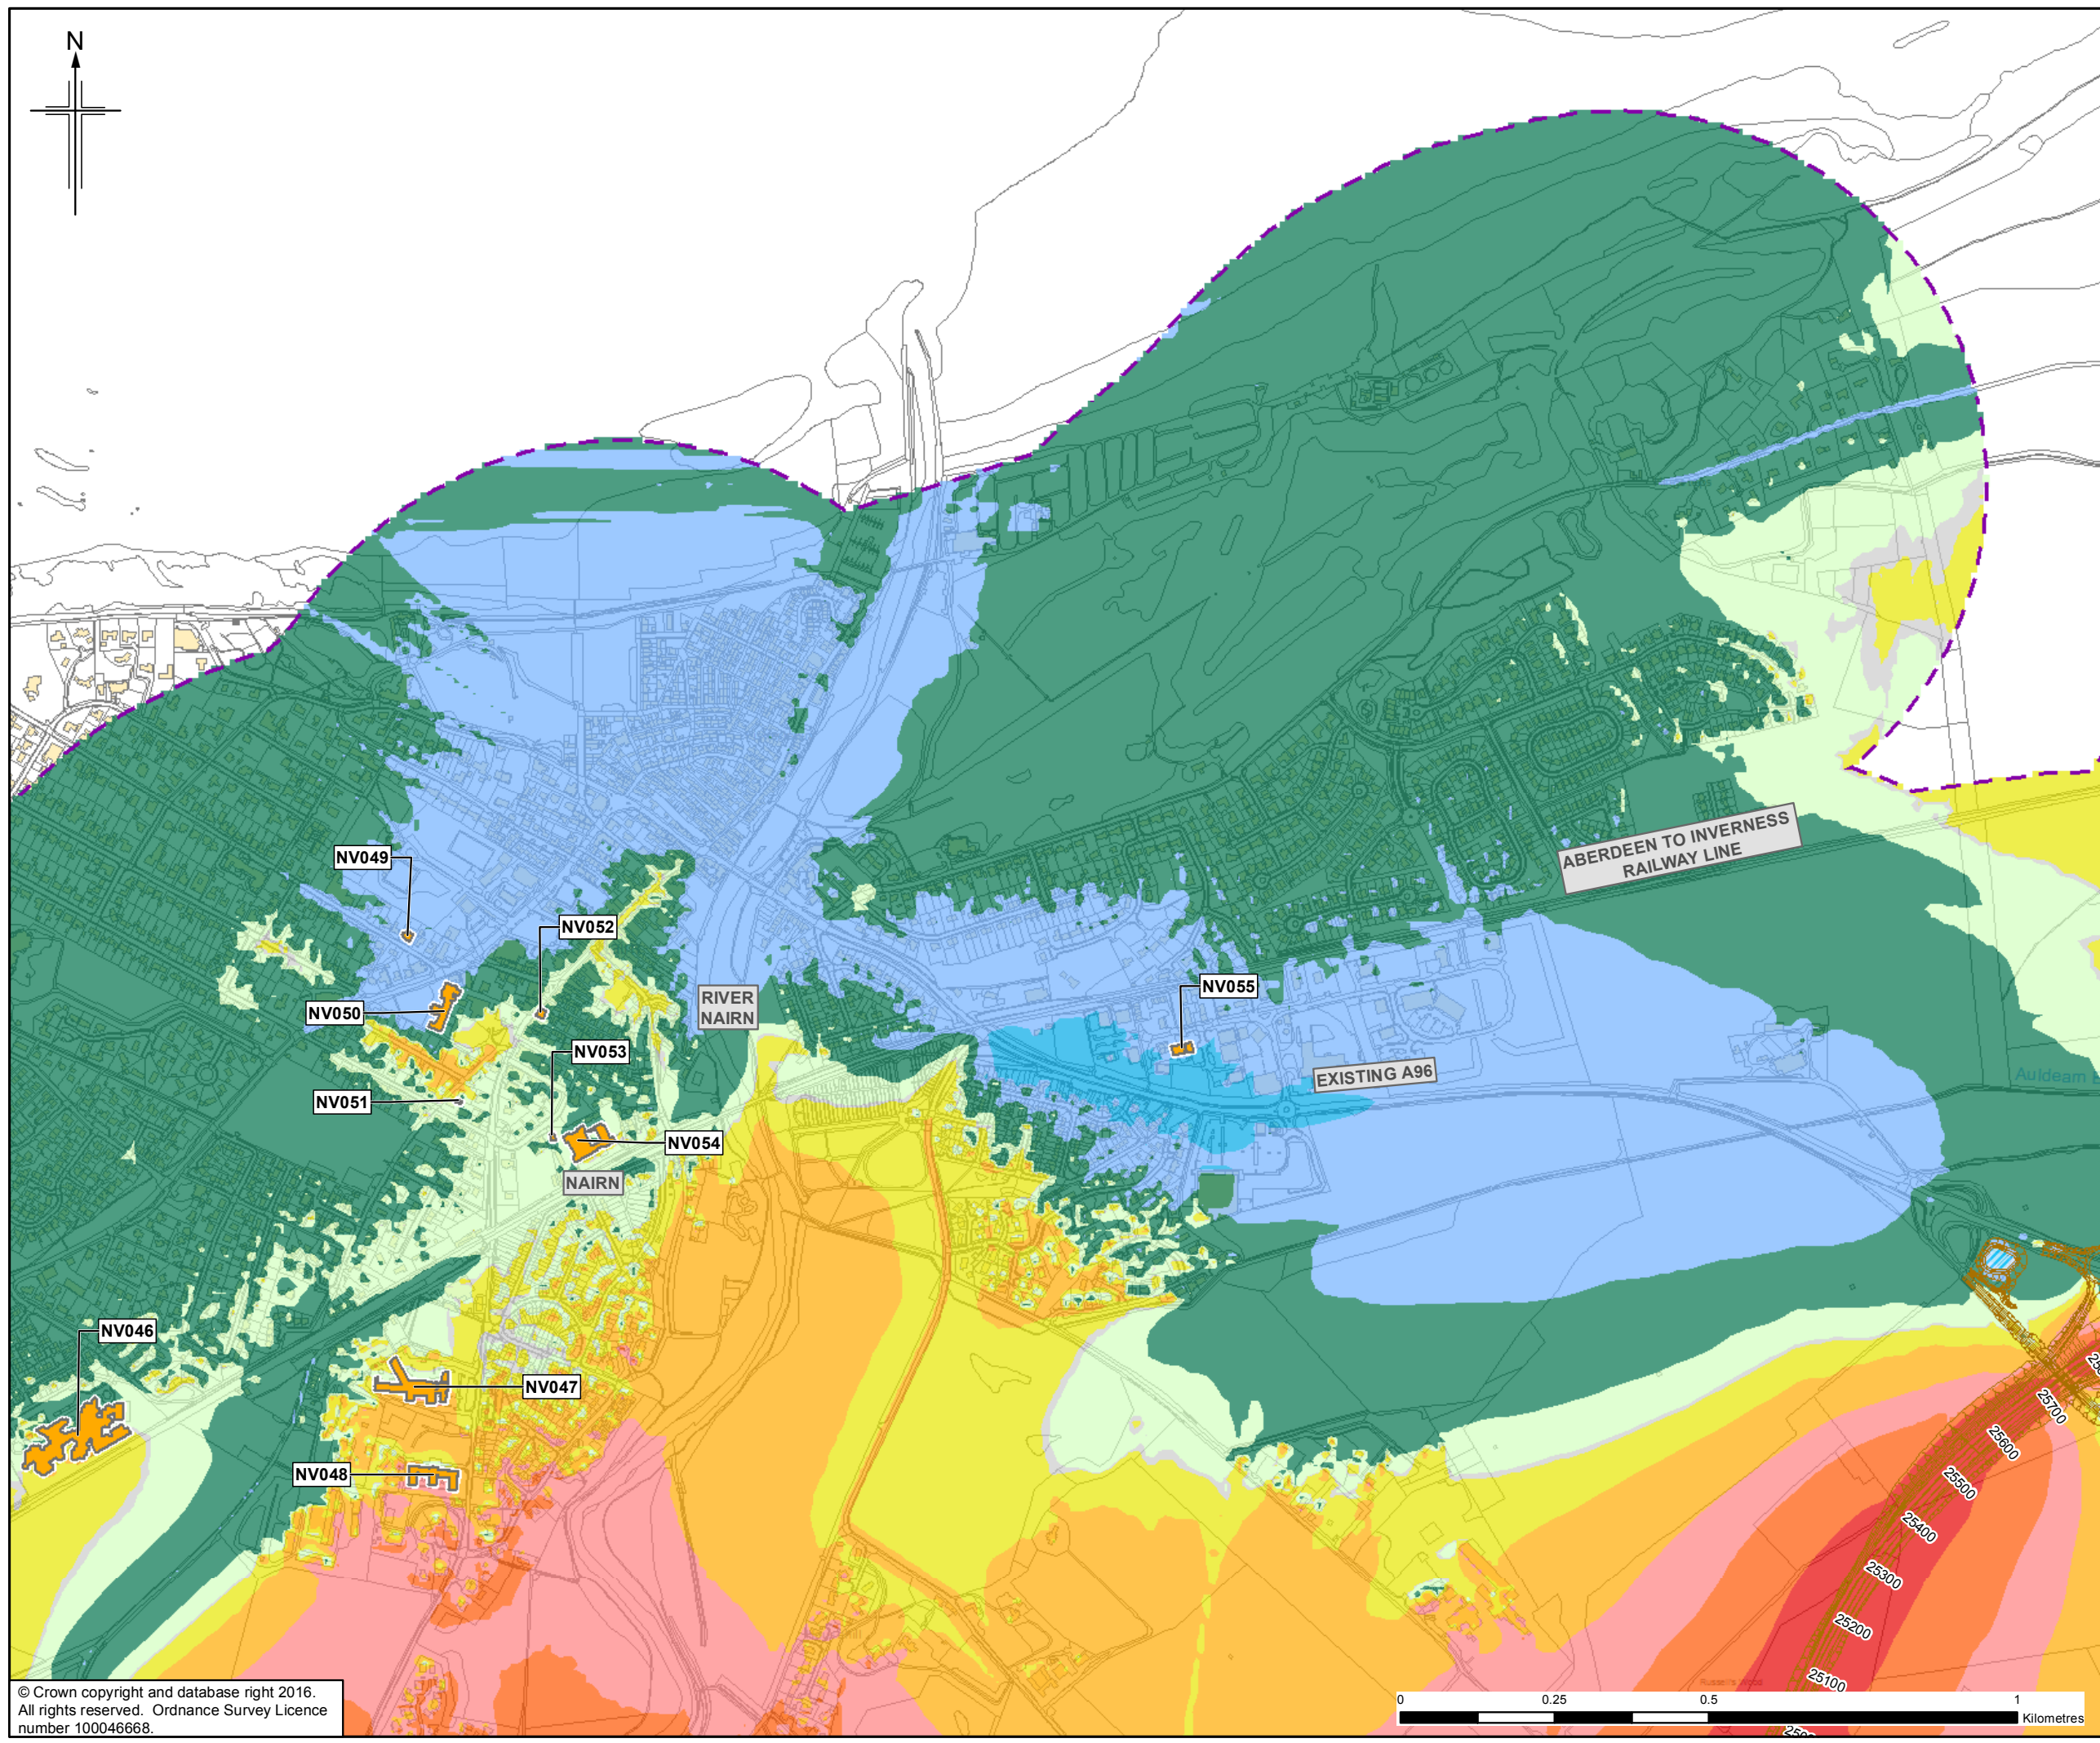 N
NV049
NV052
NV050
RIVER
NAIRN
NV055
ABERDEEN TO INVERNESS
RAILWAY LINE
NV053
NV051
EXISTING A96
NV054
NAIRN
NV046
NV047
NV048
25700
25600
25500
25400
25300
25200
25100
© Crown copyright and database right 2016.
All rights reserved. Ordnance Survey Licence
number 100046668.
0 0.25 0.5 1
Kilometres